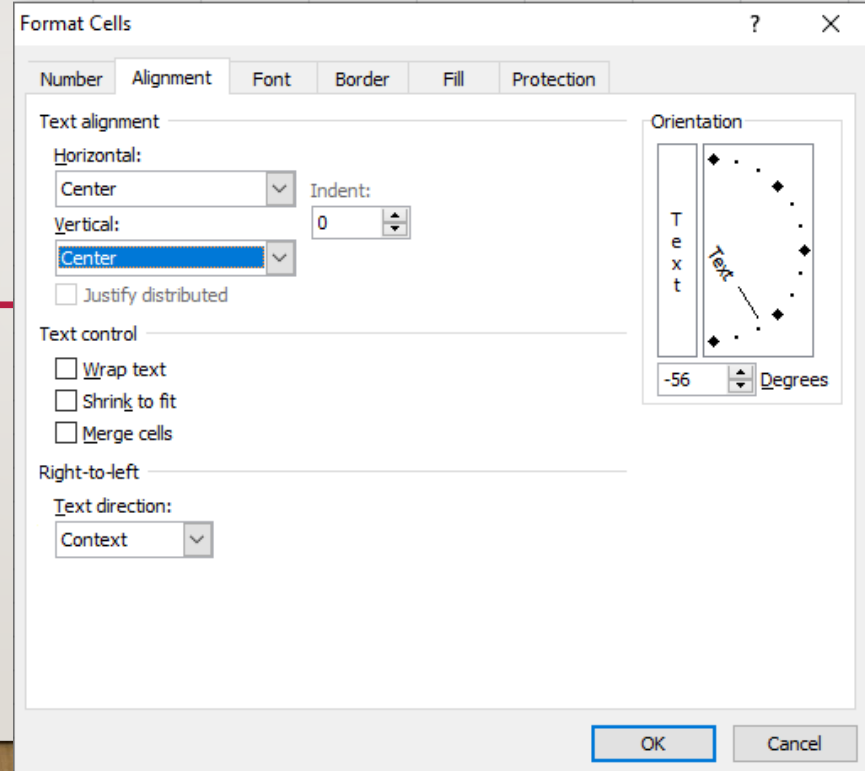 Format Cells ?
Number Alignment Font Border Fill Protection
Text alignment
Horizontal:
Center
Indent:
0
Vertical:
Center
Justify distributed
Text control
Wrap text
Shrink to fit
Merge cells
Right-to-left
Text direction:
Context
Orientation
T
e
x
t
Text
-56 Degrees
OK Cancel